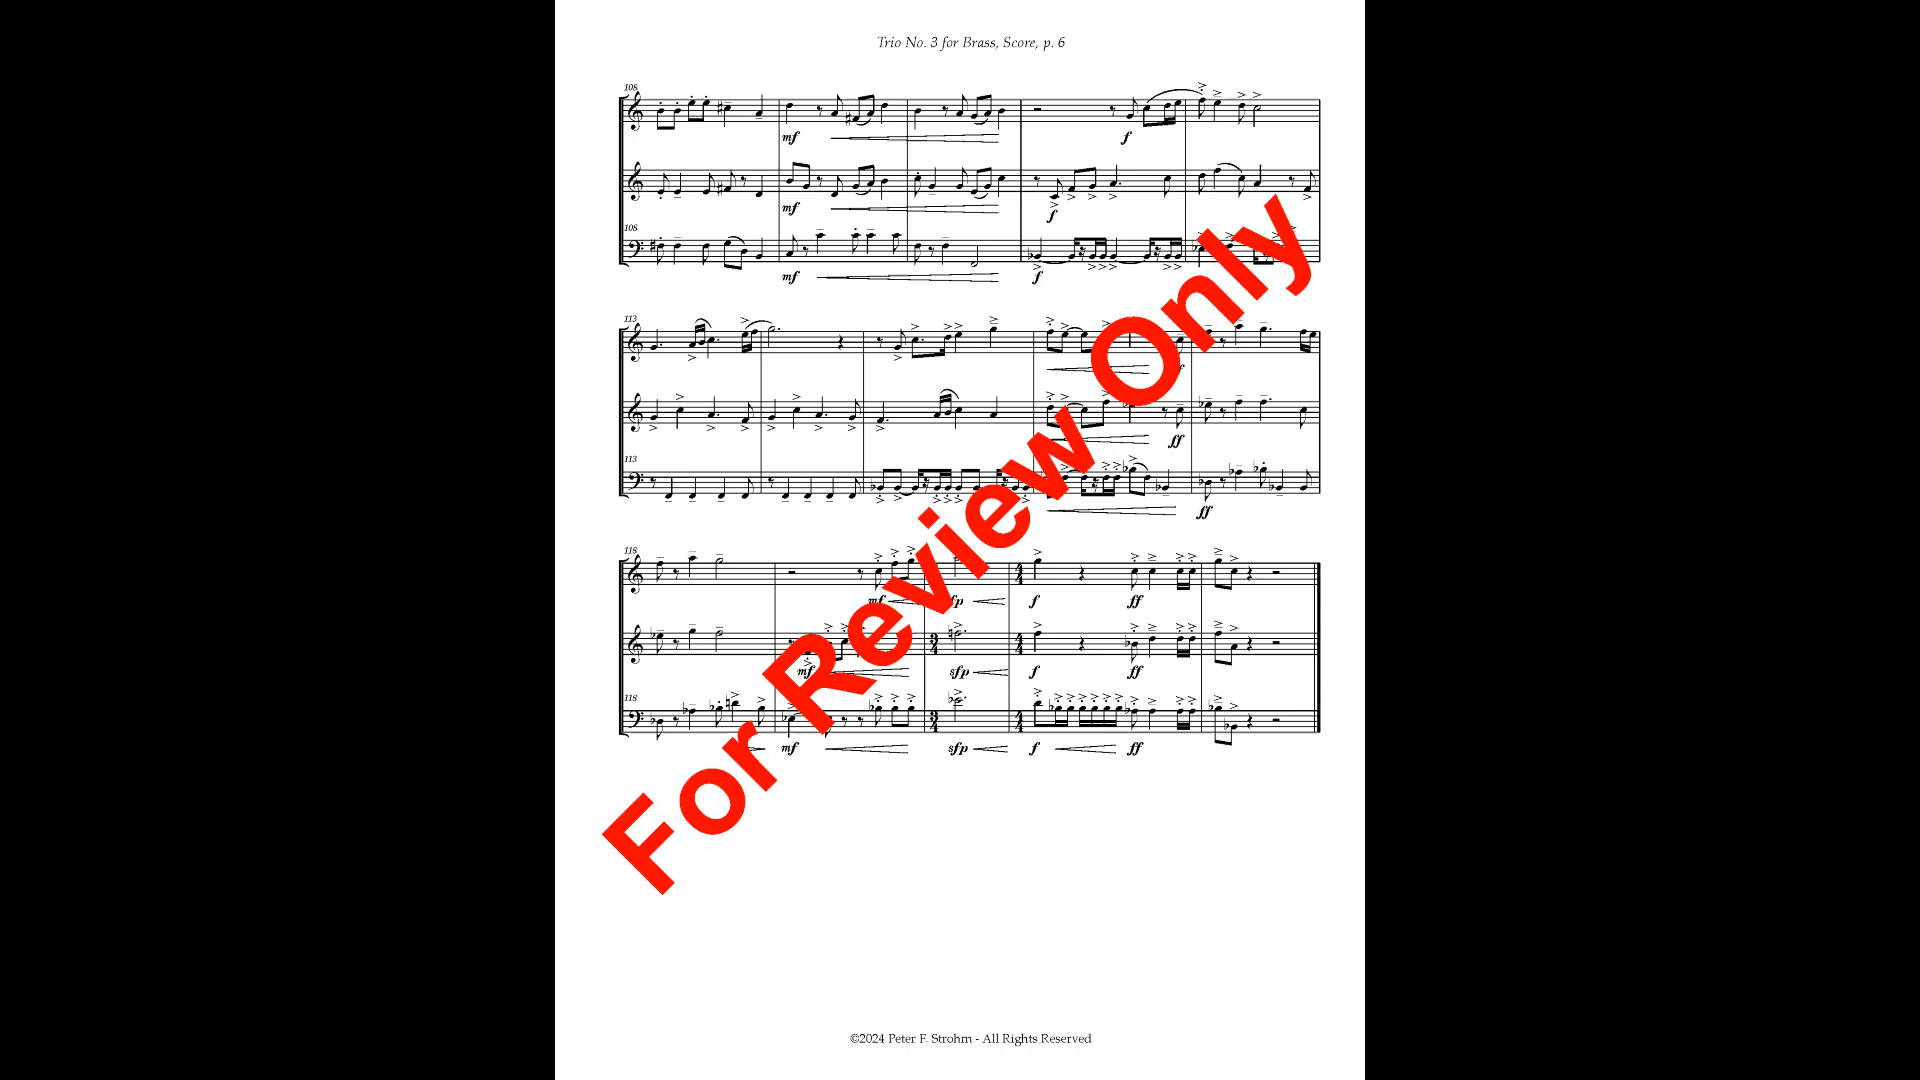 Trio No. 3 for Brass, Score, p. 6
108
mf
f
mf
f
108
mf
f
113
113
ff
ff
118
mf
f
ff
mf
sfp
f
ff
118
mf
sfp
f
ff
For Review Only
©2024 Peter F. Strohm - All Rights Reserved